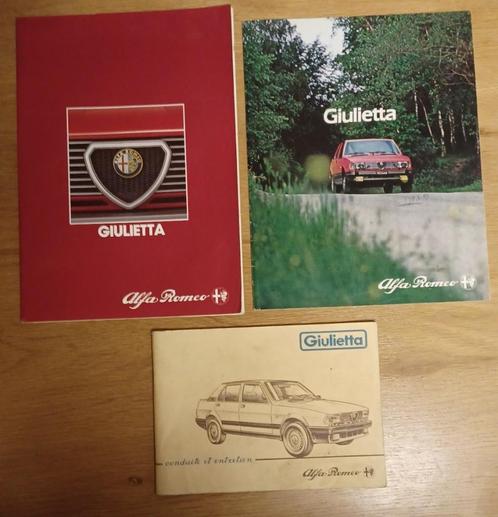 GIULIETTA
Alfa Romeo
Giulietta
Alfa Romeo
Giulietta
conduite et entretien
Alfa Romeo